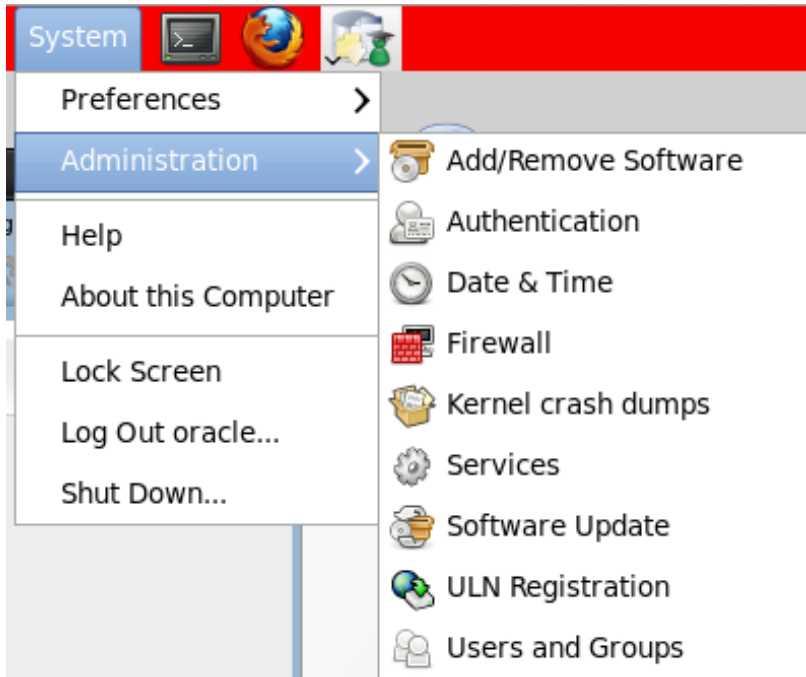 System
Preferences
Administration
Help
About this Computer
Lock Screen
Log Out oracle...
Shut Down...
Add/Remove Software
Authentication
Date & Time
Firewall
Kernel crash dumps
Services
Software Update
ULN Registration
Users and Groups